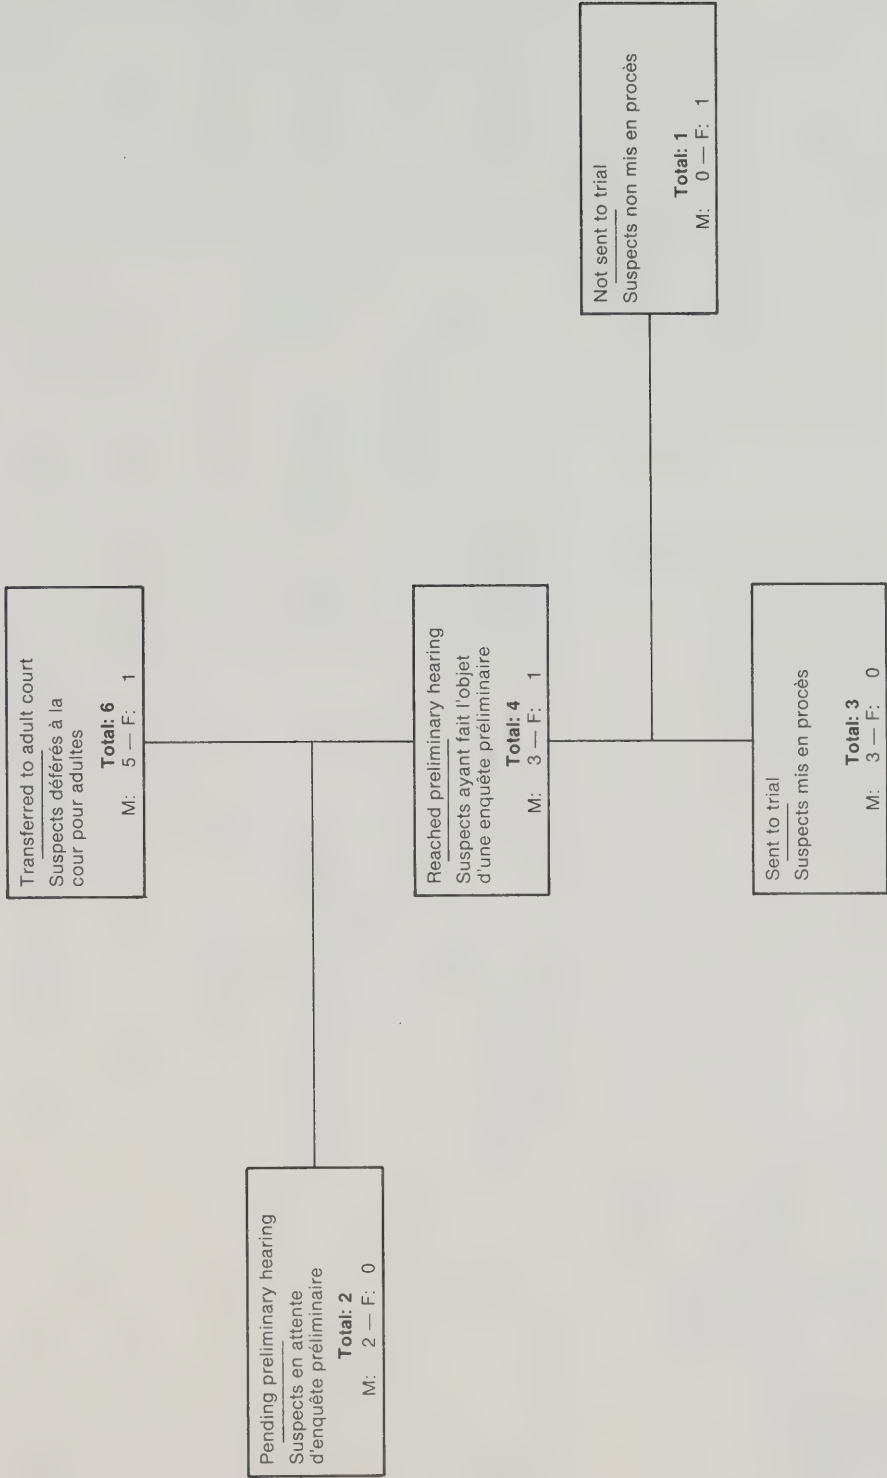 Transferred to adult court
Suspects déférés à la
cour pour adultes
Total: 6
M: 5 — F: 1
Pending preliminary hearing
Suspects en attente
d'enquête préliminaire
Total: 2
M: 2 — F: 0
Reached preliminary hearing
Suspects ayant fait l'objet
d'une enquête préliminaire
Total: 4
M: 3 — F: 1
Not sent to trial
Suspects non mis en procès
Total: 1
M: 0 — F: 1
Sent to trial
Suspects mis en procès
Total: 3
M: 3 — F: 0